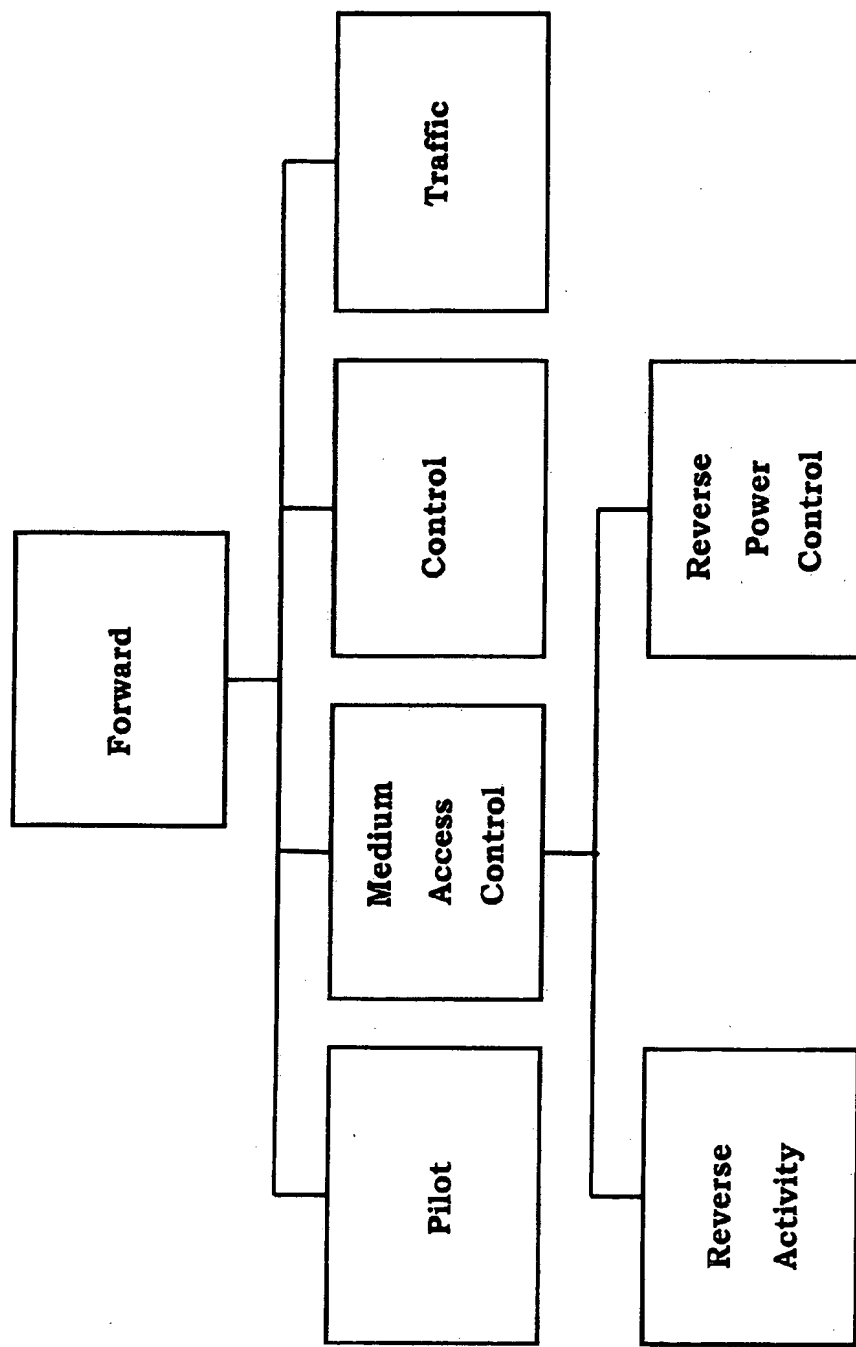 Forward
Pilot
Medium
Access
Control
Control
Traffic
Reverse
Activity
Reverse
Power
Control